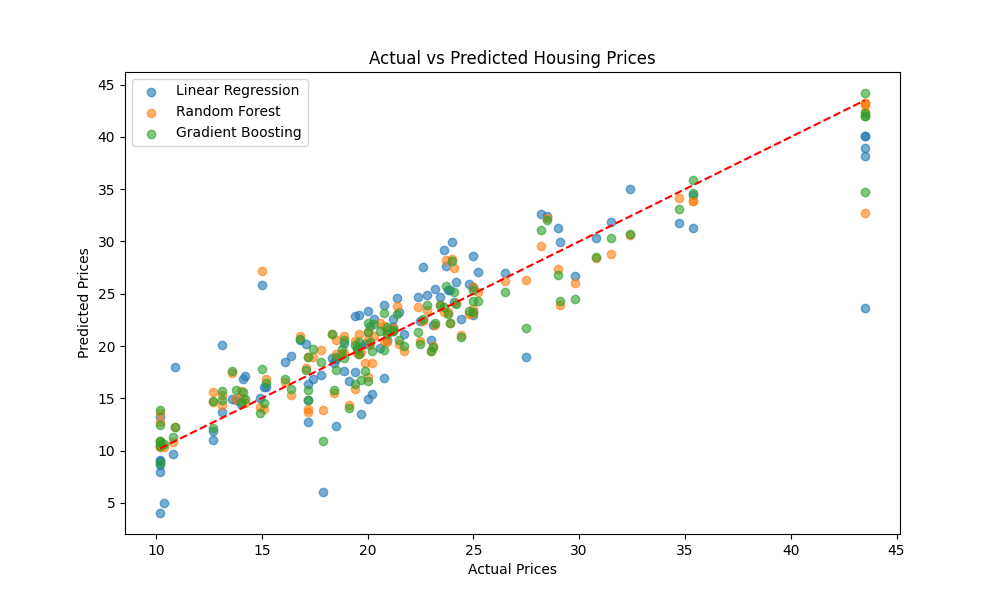 Actual vs Predicted Housing Prices
Linear Regression
Random Forest
Gradient Boosting
Predicted Prices
45
40
35
30
25
20
15
10
5
10 15 20 25 30 35 40 45
Actual Prices